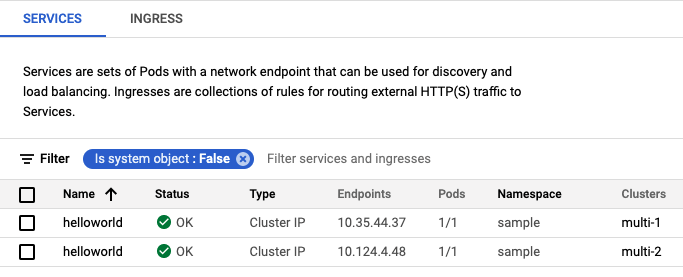 SERVICES INGRESS
Services are sets of Pods with a network endpoint that can be used for discovery and
load balancing. Ingresses are collections of rules for routing external HTTP(S) traffic to
Services.
Filter Is system object : False Filter services and ingresses
Name Status Type Endpoints Pods Namespace Clusters
helloworld OK Cluster IP 10.35.44.37 1/1 sample multi-1
helloworld OK Cluster IP 10.124.4.48 1/1 sample multi-2